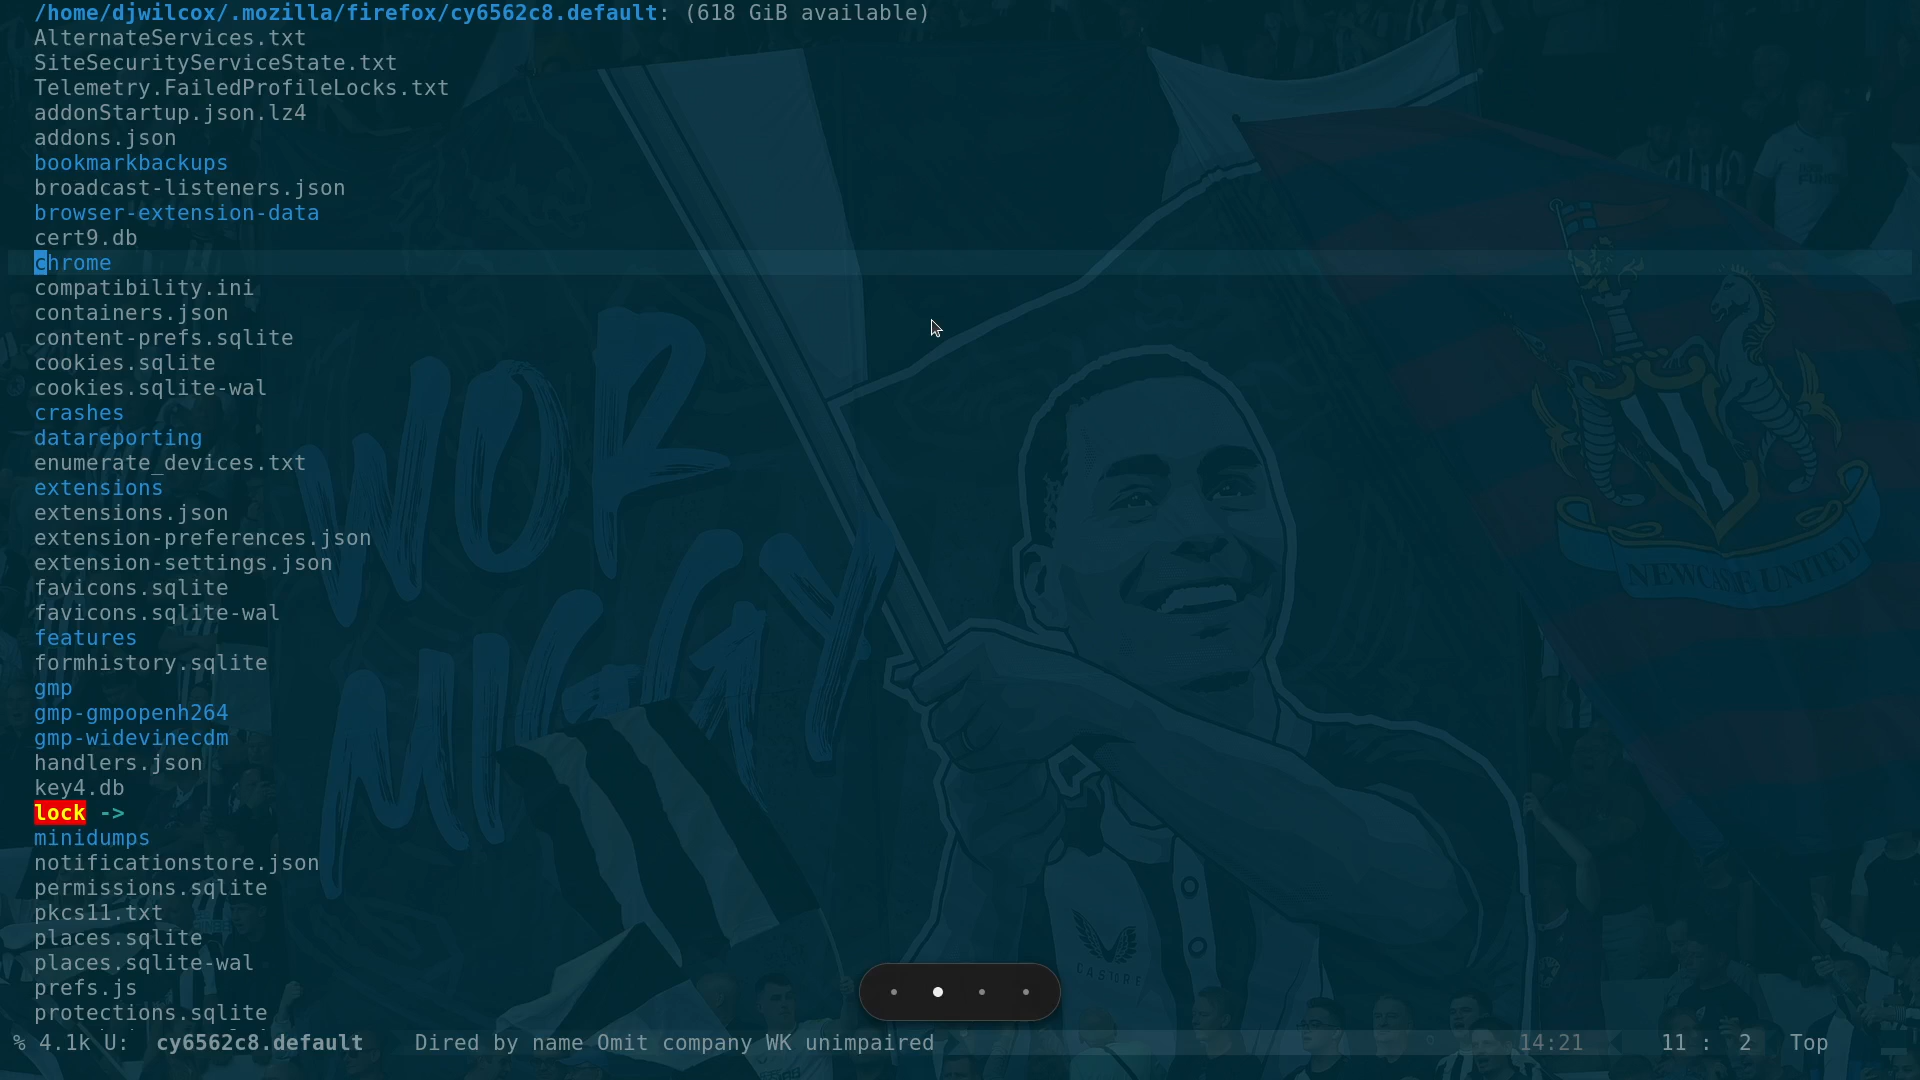 /home/djwilcox/.mozilla/firefox/cy6562c8.default: (618 GiB available)
AlternateServices.txt
SiteSecurityServiceState.txt
Telemetry.FailedProfileLocks.txt
addonStartup.json.lz4
addons.json
bookmarkbackups
broadcast-listeners.json
browser-extension-data
cert9.db
chrome
compatibility.ini
containers.json
content-prefs.sqlite
cookies.sqlite
cookies.sqlite-wal
crashes
datareporting
enumerate_devices.txt
extensions
extensions.json
extension-preferences.json
extension-settings.json
favicons.sqlite
favicons.sqlite-wal
features
formhistory.sqlite
gmp
gmp-gmpopenh264
gmp-widevinecdm
handlers.json
key4.db
lock ->
minidumps
notificationstore.json
permissions.sqlite
pkcs11.txt
places.sqlite
places.sqlite-wal
prefs.js
protections.sqlite
% 4.1k U: cy6562c8.default Dired by name Omit company WK unimpaired 14:21 11 : 2 Top
WOR
MIGGY
NEWCASTLE UNITED
CASTORE